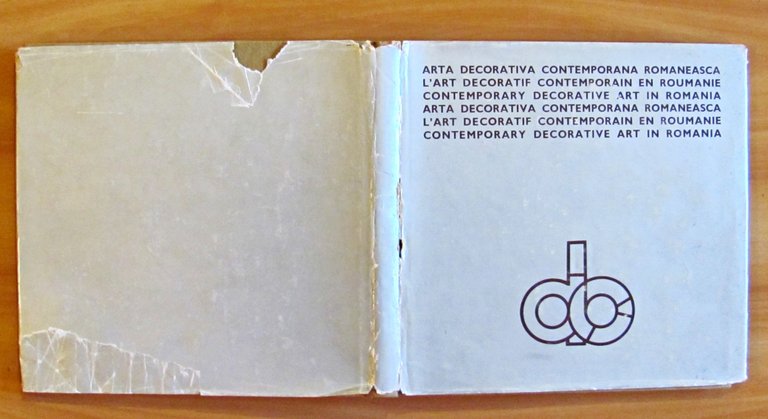 ARTA DECORATIVA CONTEMPORANA ROMANEASCA
L'ART DECORATIF CONTEMPORAIN EN ROUMANIE
CONTEMPORARY DECORATIVE ART IN ROMANIA
ARTA DECORATIVA CONTEMPORANA ROMANEASCA
L'ART DECORATIF CONTEMPORAIN EN ROUMANIE
CONTEMPORARY DECORATIVE ART IN ROMANIA